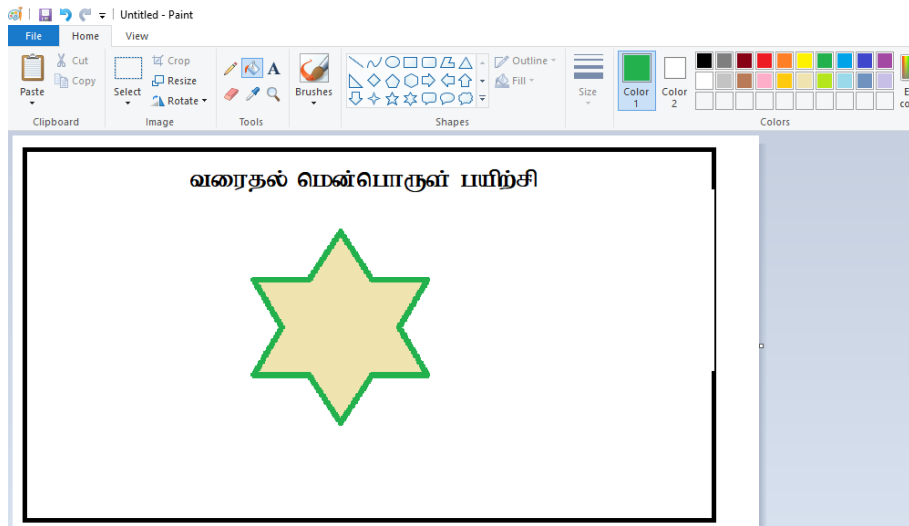 Untitled - Paint
File Home View
Paste
Cut
Copy
Clipboard
Select
Crop
Resize
Rotate
Image
A
Tools
Brushes
Outline
Fill
Shapes
Size
Color 1
Color 2
Colors
வரைதல் மென்பொருள் பயிற்சி